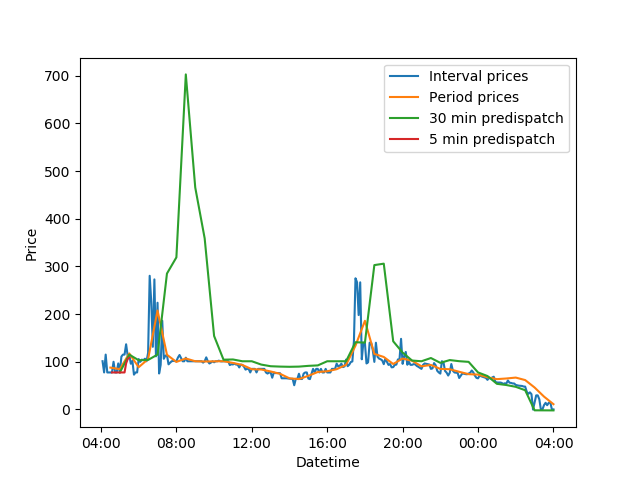 Interval prices
Period prices
30 min predispatch
5 min predispatch
700
600
500
400
300
200
100
0
Price
04:00 08:00 12:00 16:00 20:00 00:00 04:00
Datetime